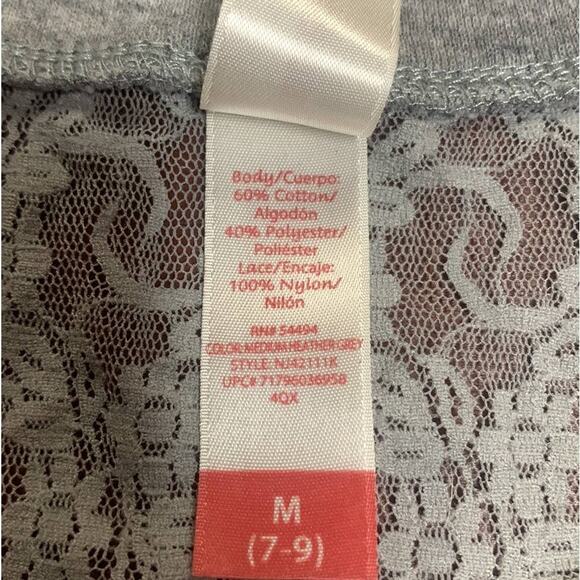 Body/Cuerpo:
60% Cotton/
Algodón
40% Polyester/
Poliéster
Lace/Encaje:
100% Nylon/
Nilón
RN# 54494
COLOR: MEDIUM HEATHER GREY
STYLE: NJ42111K
UPC# 71796036958
4QX
M
(7-9)